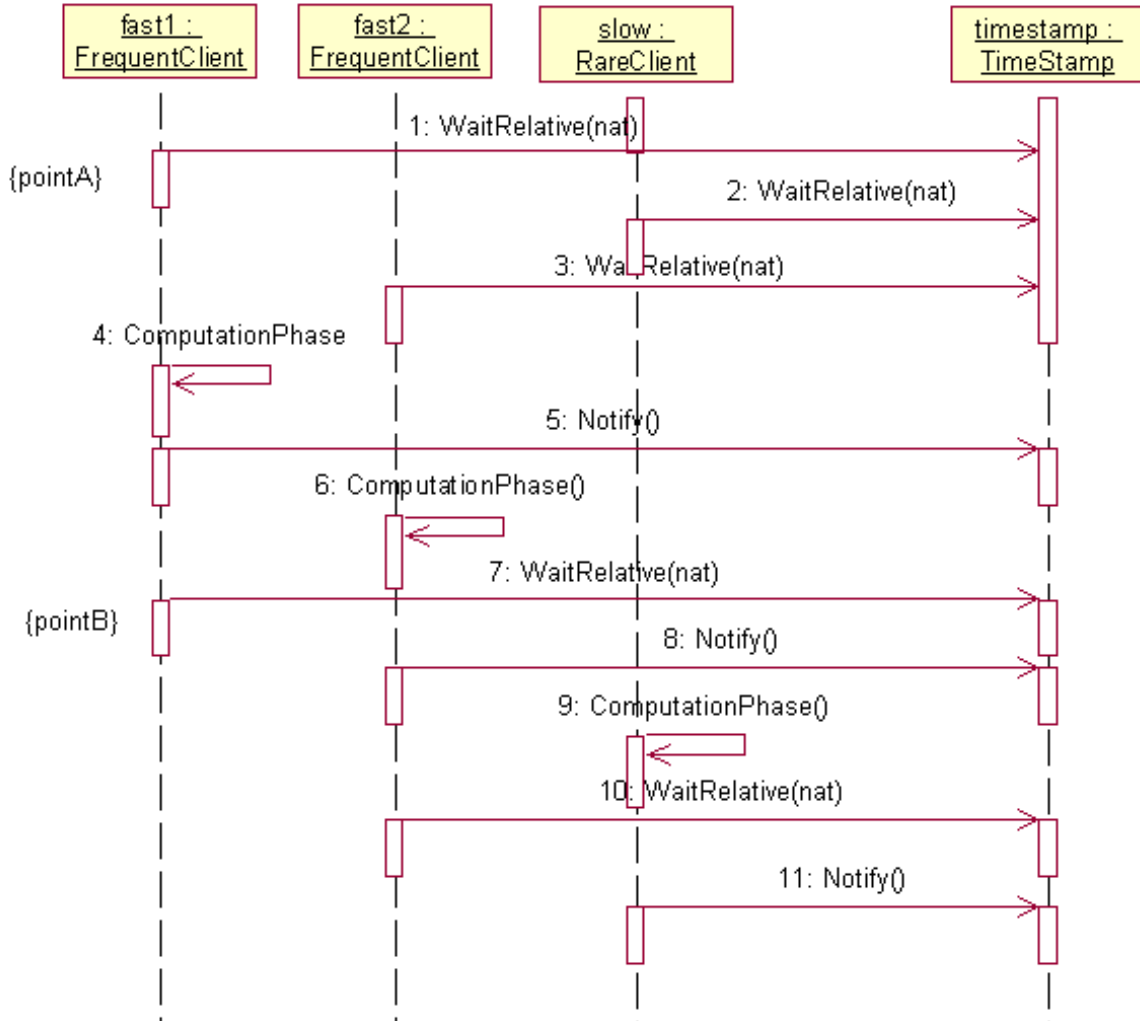 fast1 :
FrequentClient
fast2 :
FrequentClient
slow :
RareClient
timestamp :
TimeStamp
1: WaitRelative(nat)
{pointA}
2: WaitRelative(nat)
3: WaitRelative(nat)
4: ComputationPhase
5: Notify()
6: ComputationPhase()
7: WaitRelative(nat)
{pointB}
8: Notify()
9: ComputationPhase()
10: WaitRelative(nat)
11: Notify()